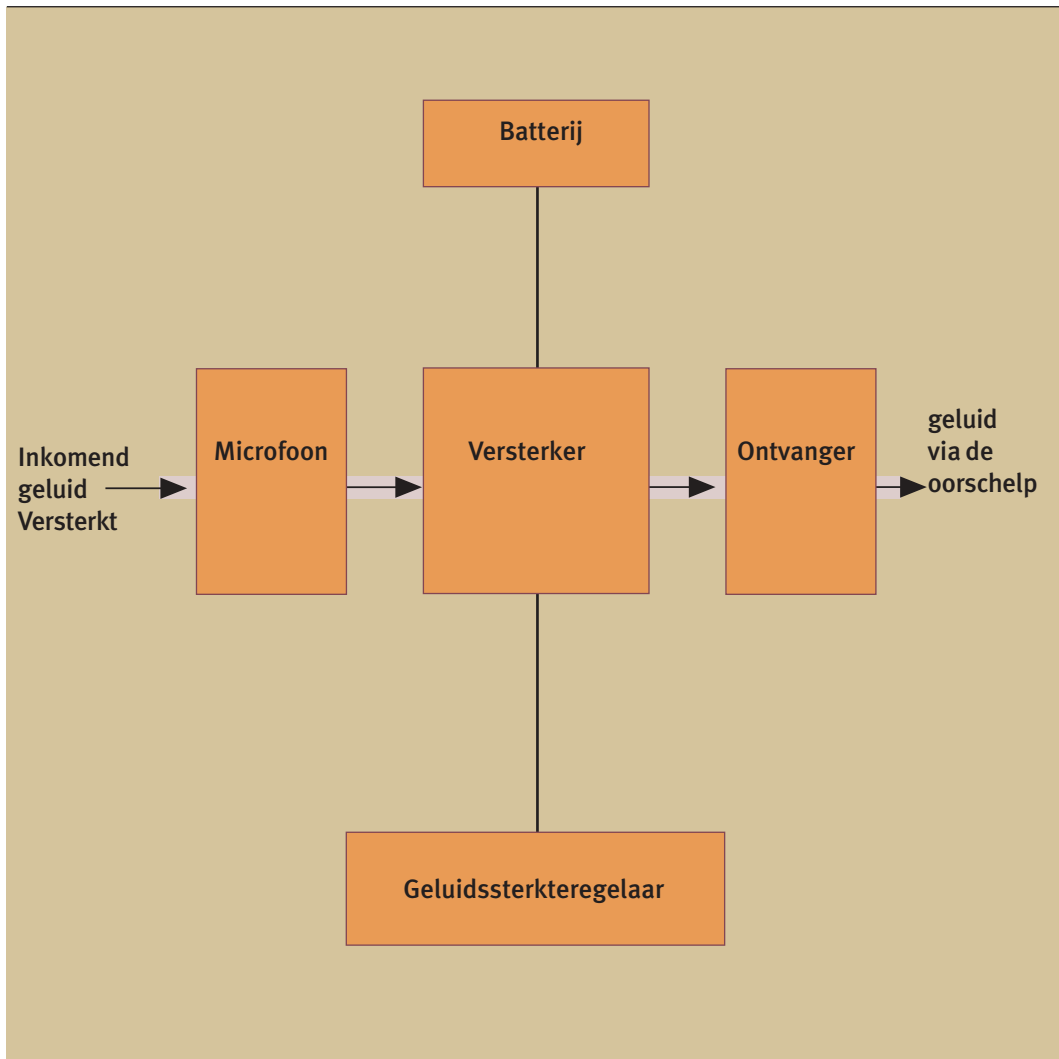 Batterij
Inkomend
geluid
Versterkt
Microfoon
Versterker
Ontvanger
geluid
via de
oorschelp
Geluidssterkteregelaar